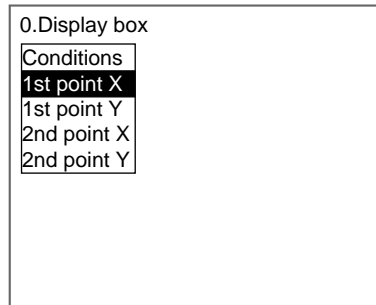 0.Display box
Conditions
1st point X
1st point Y
2nd point X
2nd point Y